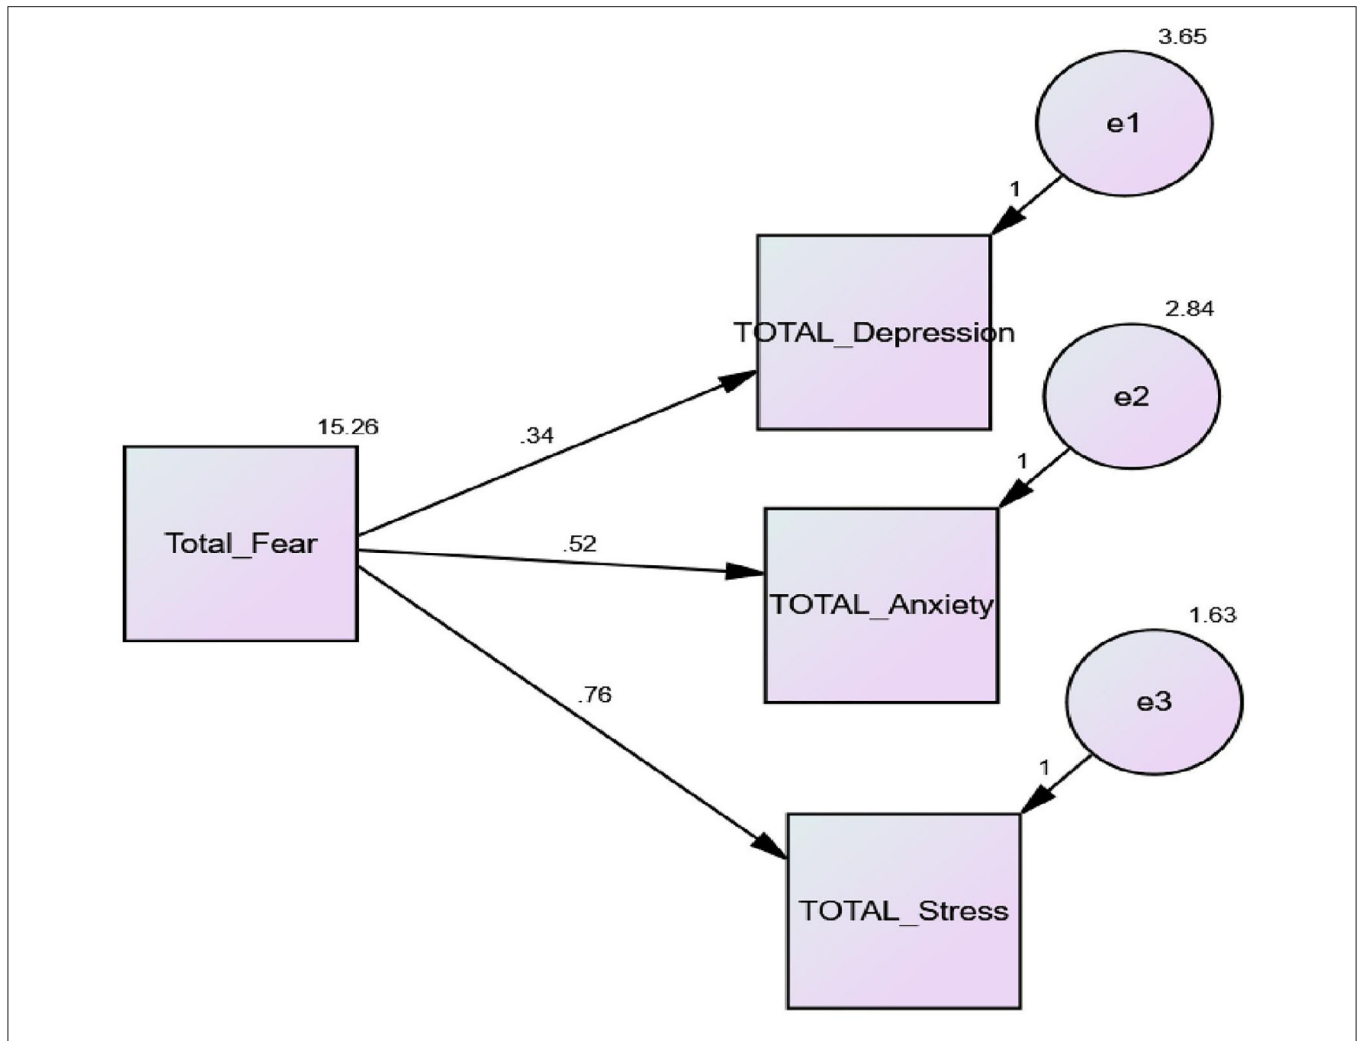 3.65
e1
1
TOTAL_Depression
2.84
e2
1
15.26
.34
Total_Fear
.52
TOTAL_Anxiety
1.63
e3
.76
1
TOTAL_Stress